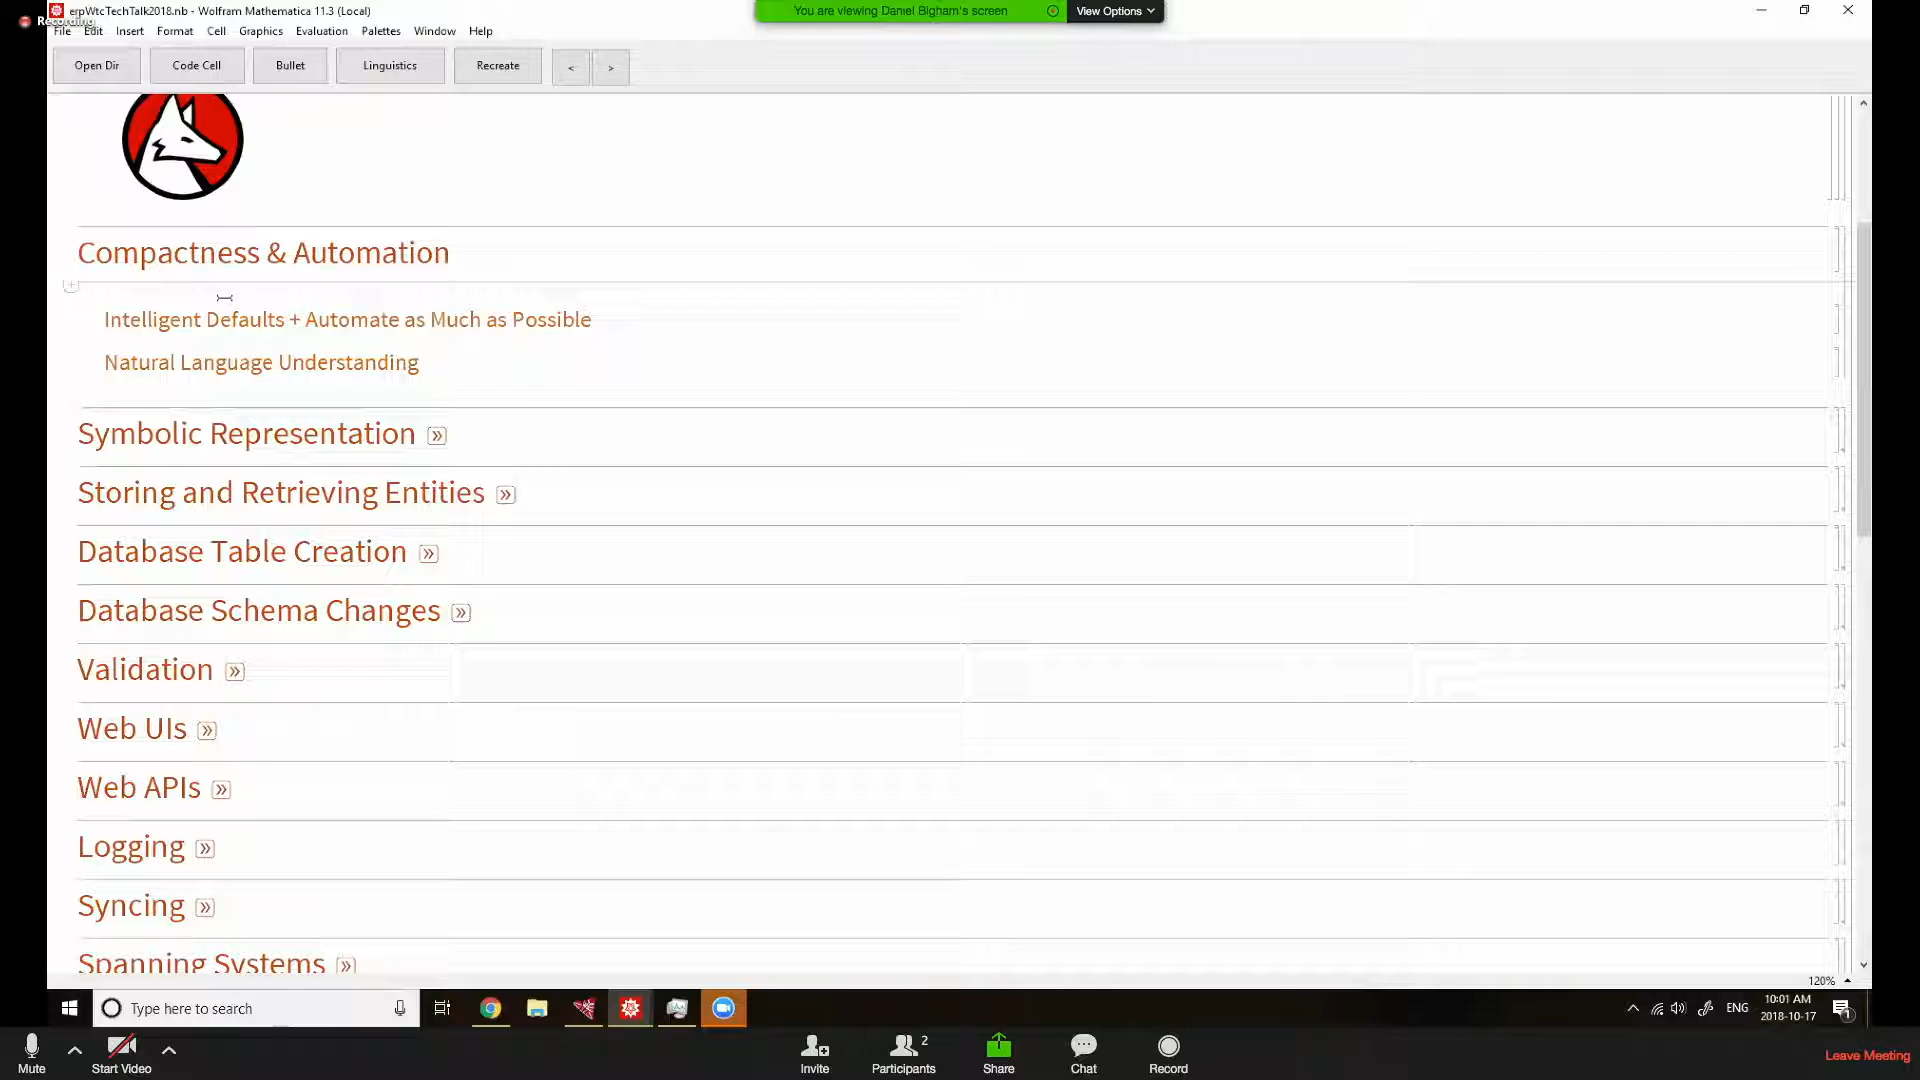 Recording
erpWtcTechTalk2018.nb - Wolfram Mathematica 11.3 (Local)
You are viewing Daniel Bigham's screen
View Options
File Edit Insert Format Cell Graphics Evaluation Palettes Window Help
Open Dir Code Cell Bullet Linguistics Recreate < >
Compactness & Automation
Intelligent Defaults + Automate as Much as Possible
Natural Language Understanding
Symbolic Representation »
Storing and Retrieving Entities »
Database Table Creation »
Database Schema Changes »
Validation »
Web UIs »
Web APIs »
Logging »
Syncing »
Spanning Systems »
120%
Type here to search
ENG
10:01 AM
2018-10-17
1
Mute
Start Video
Invite
2
Participants
Share
Chat
Record
Leave Meeting